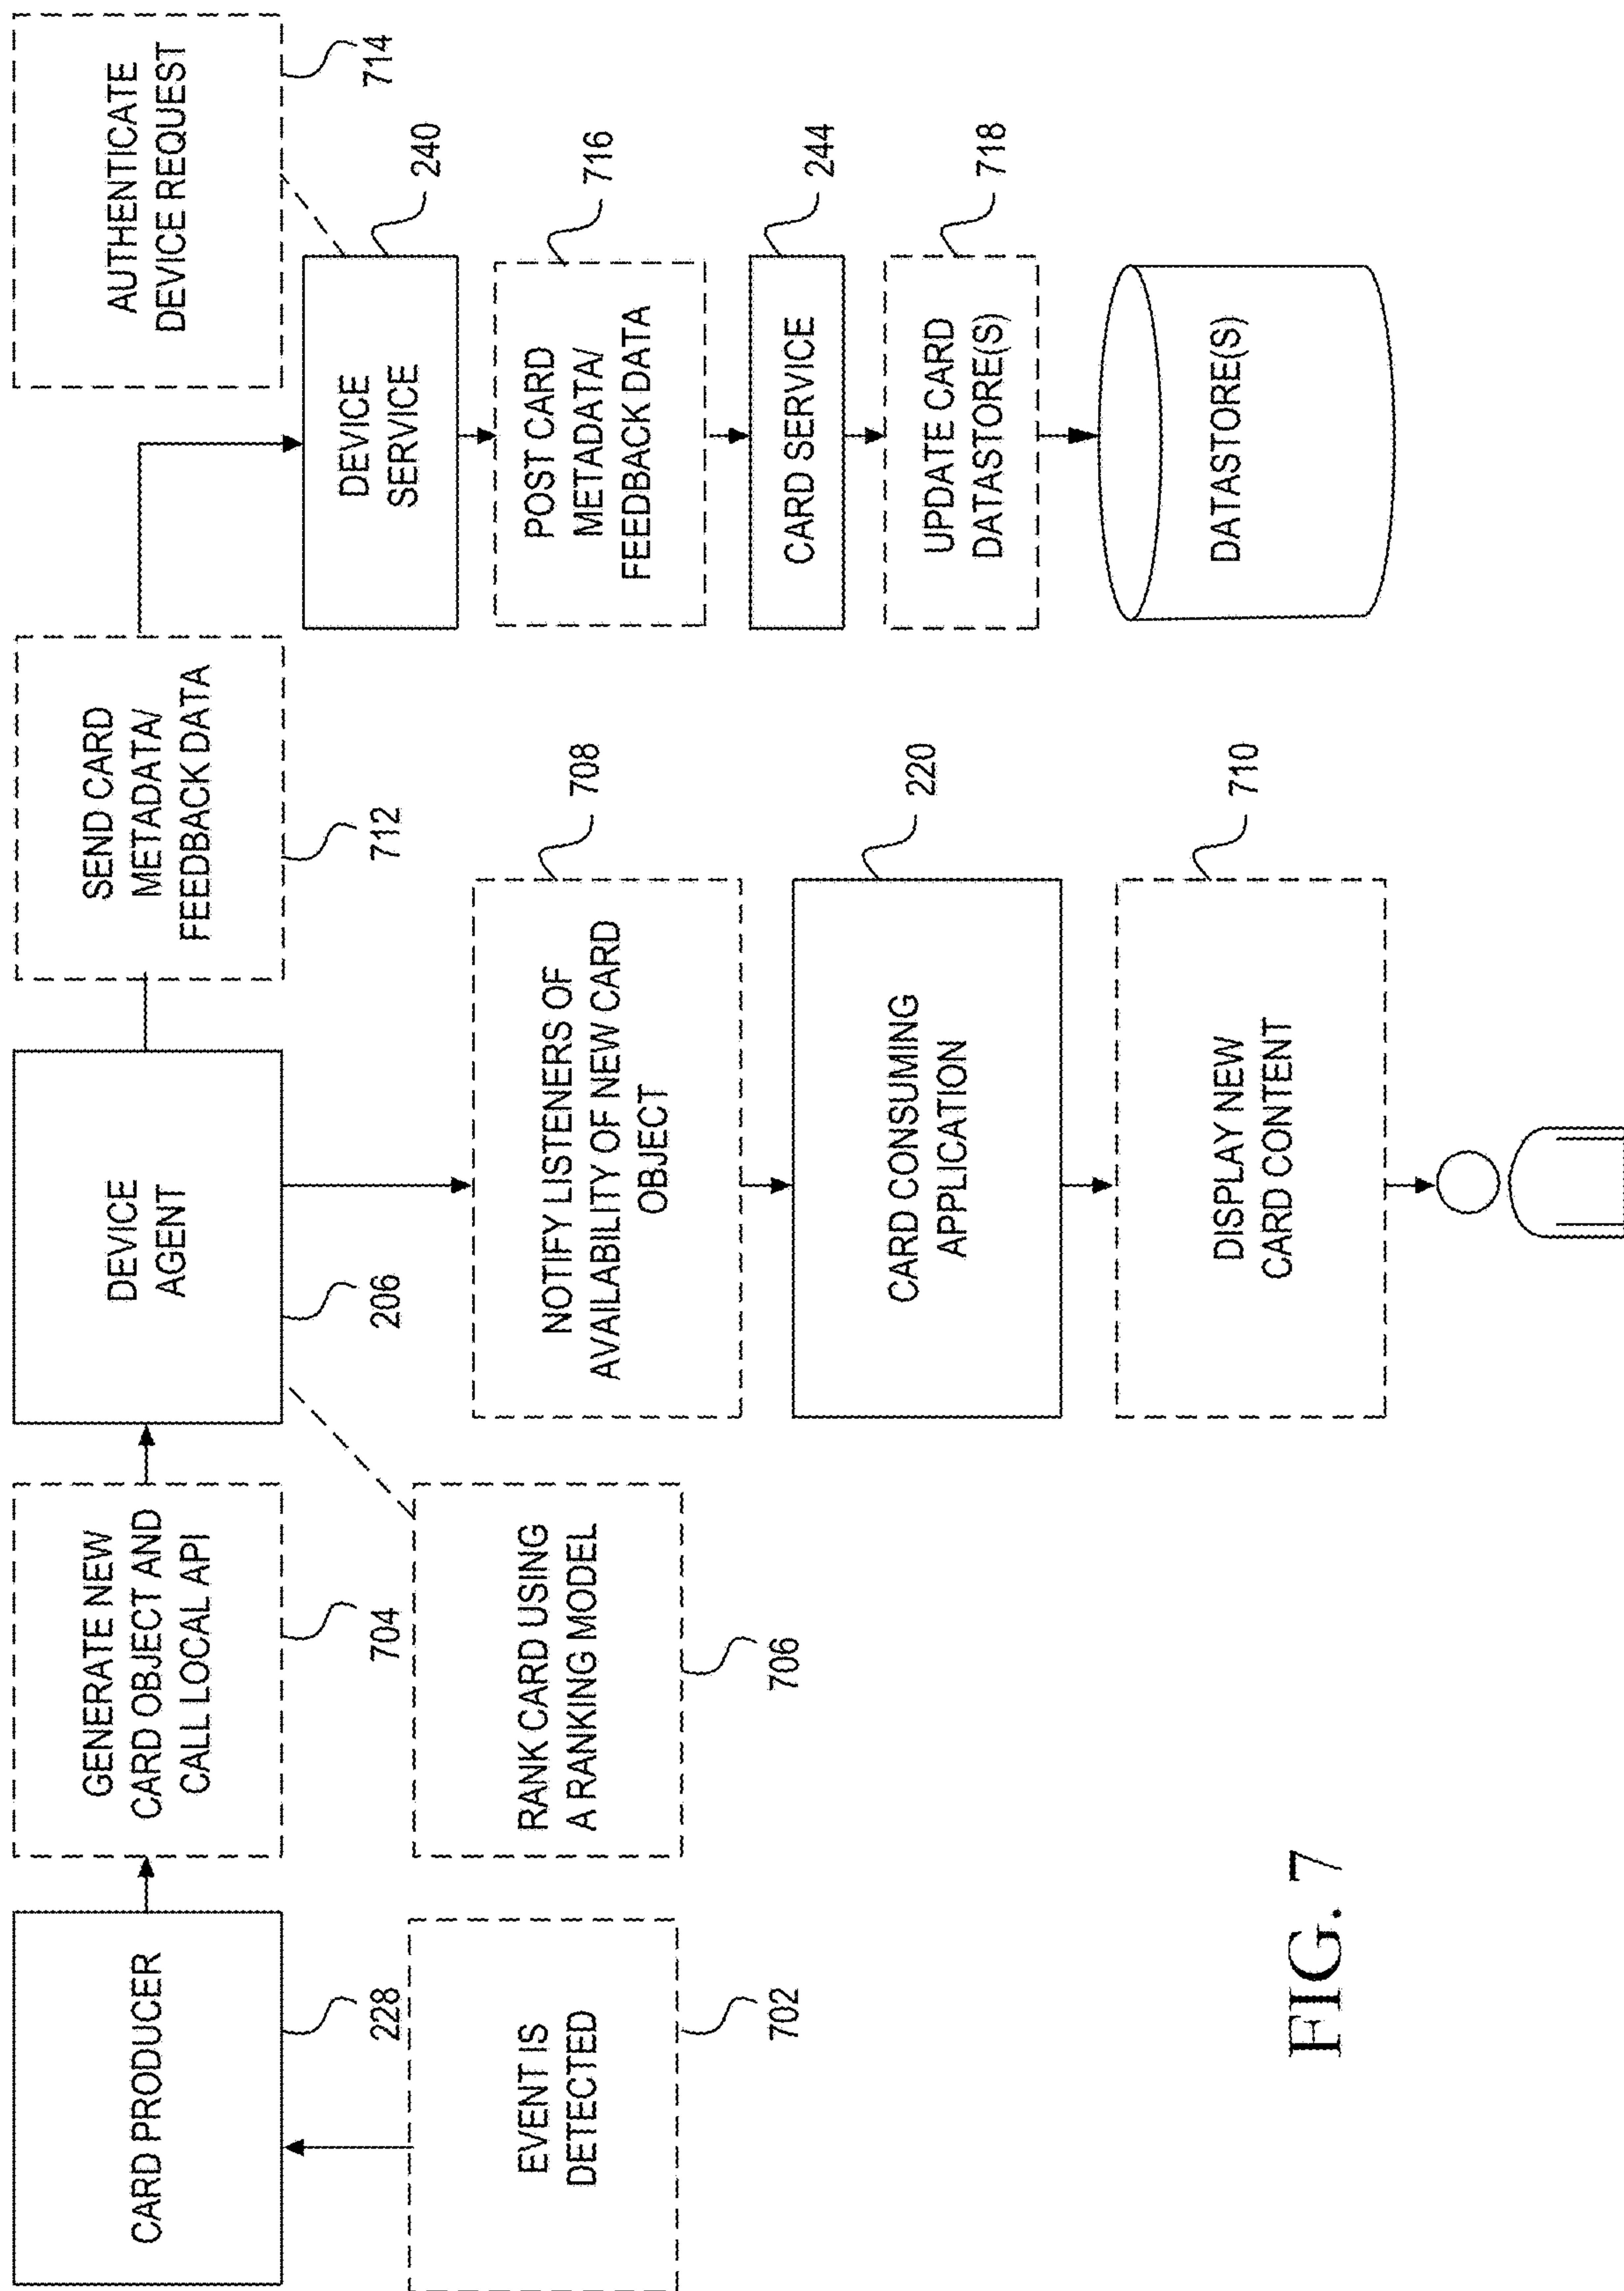 CARD PRODUCER
228
EVENT IS
DETECTED
702
GENERATE NEW
CARD OBJECT AND
CALL LOCAL API
704
RANK CARD USING
A RANKING MODEL
706
DEVICE
AGENT
206
NOTIFY LISTENERS OF
AVAILABILITY OF NEW CARD
OBJECT
708
CARD CONSUMING
APPLICATION
220
DISPLAY NEW
CARD CONTENT
710
SEND CARD
METADATA/
FEEDBACK DATA
712
AUTHENTICATE
DEVICE REQUEST
714
DEVICE
SERVICE
240
POST CARD
METADATA/
FEEDBACK DATA
716
CARD SERVICE
244
UPDATE CARD
DATASTORE(S)
718
DATASTORE(S)
FIG. 7